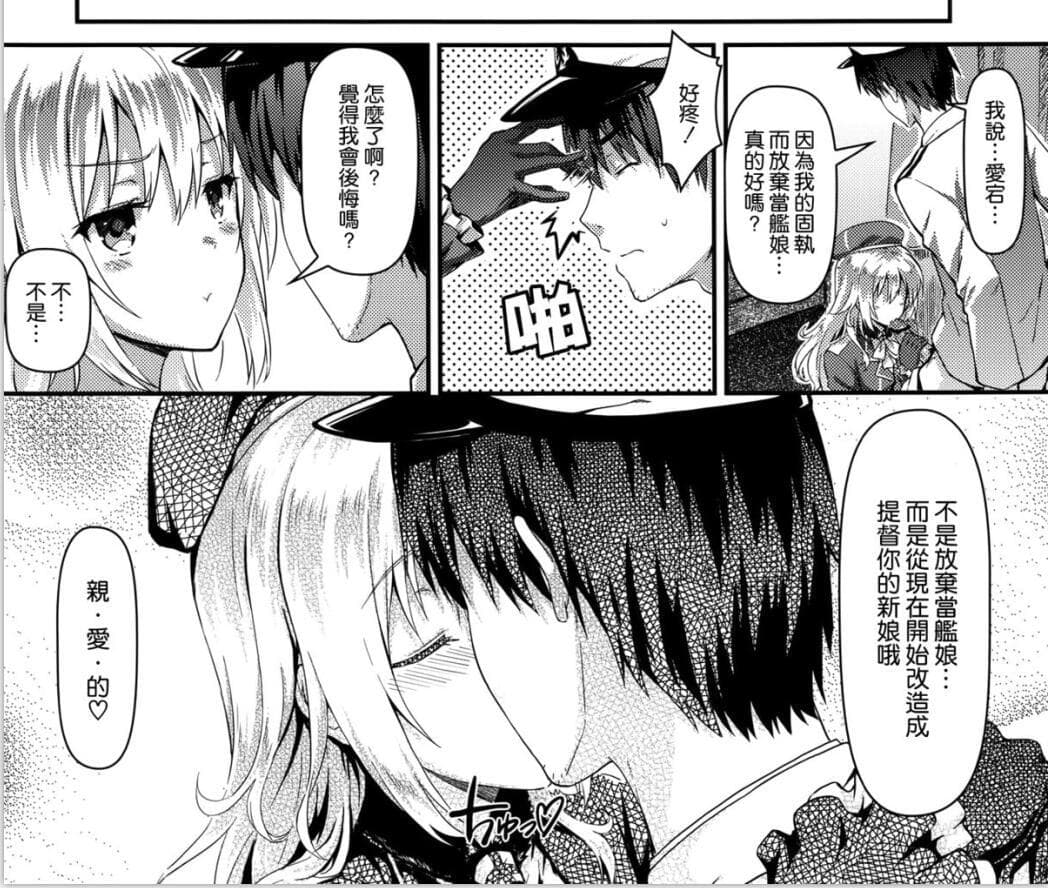 我說…愛宕…
因為我的固執
而放棄當艦娘…
真的好嗎？
好疼！
啪
怎麼了啊？
覺得我會後悔嗎？
不…
不是…
不是放棄當艦娘…
而是從現在開始改造成
提督你的新娘哦
親·愛·的♡
ちゅっ♡